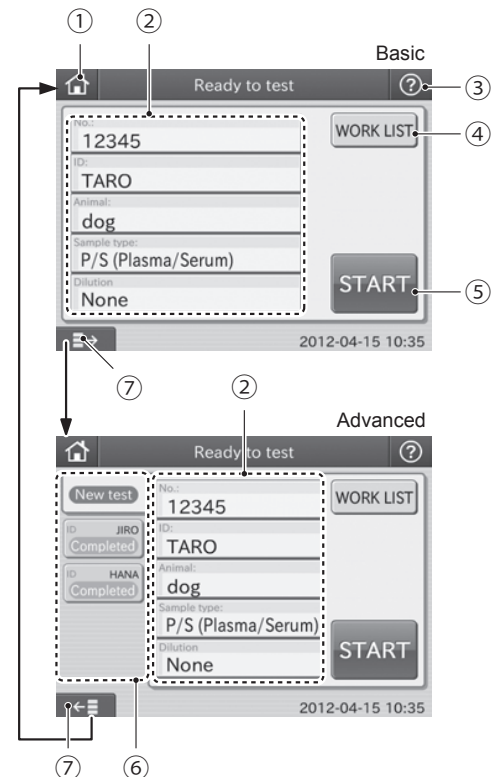 ① ②
Basic
Ready to test ? ③
No.:
12345 WORK LIST ④
ID:
TARO
Animal:
dog
Sample type:
P/S (Plasma/Serum)
START ⑤
Dilution
None
2012-04-15 10:35
⑦ ②
Advanced
Ready to test ?
New test No.: WORK LIST
12345
ID JIRO ID:
Completed TARO
ID HANA Animal:
Completed dog
Sample type:
P/S (Plasma/Serum)
START
Dilution
None
2012-04-15 10:35
⑦ ⑥